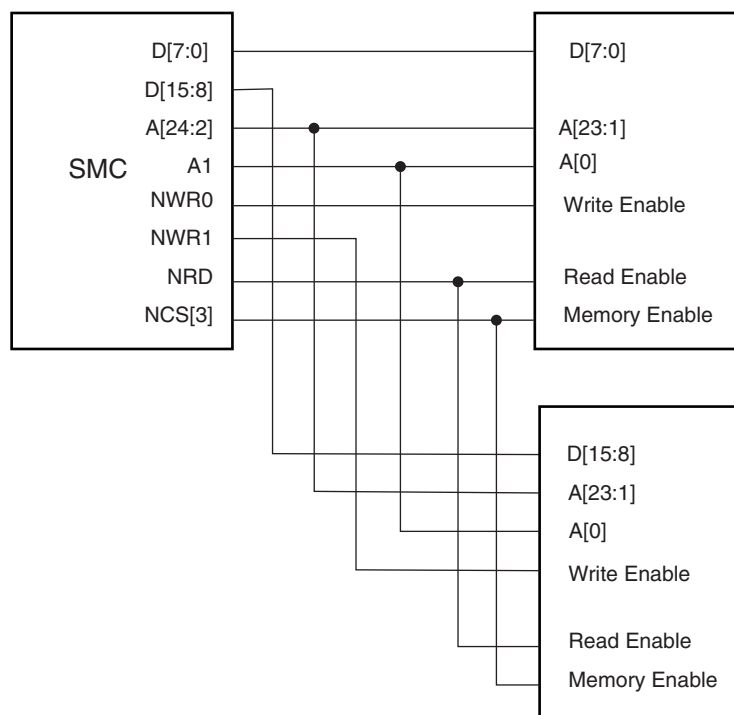 SMC
D[7:0]
D[15:8]
A[24:2]
A1
NWR0
NWR1
NRD
NCS[3]
D[7:0]
A[23:1]
A[0]
Write Enable
Read Enable
Memory Enable
D[15:8]
A[23:1]
A[0]
Write Enable
Read Enable
Memory Enable